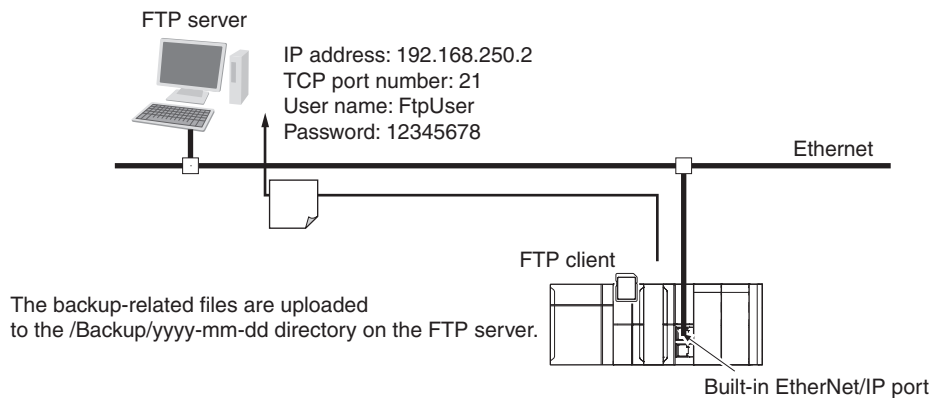 FTP server
IP address: 192.168.250.2
TCP port number: 21
User name: FtpUser
Password: 12345678
Ethernet
FTP client
The backup-related files are uploaded
to the /Backup/yyyy-mm-dd directory on the FTP server.
Built-in EtherNet/IP port